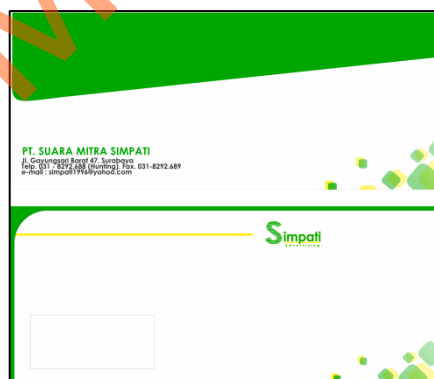 PT. SUARA MITRA SIMPATI
Jl. Gayungsari Barat 47. Surabaya
Telp. 031 - 8292.688 (Hunting). Fax. 031-8292.689
e-mail : simpati1996@yahoo.com
Simpati
advertising